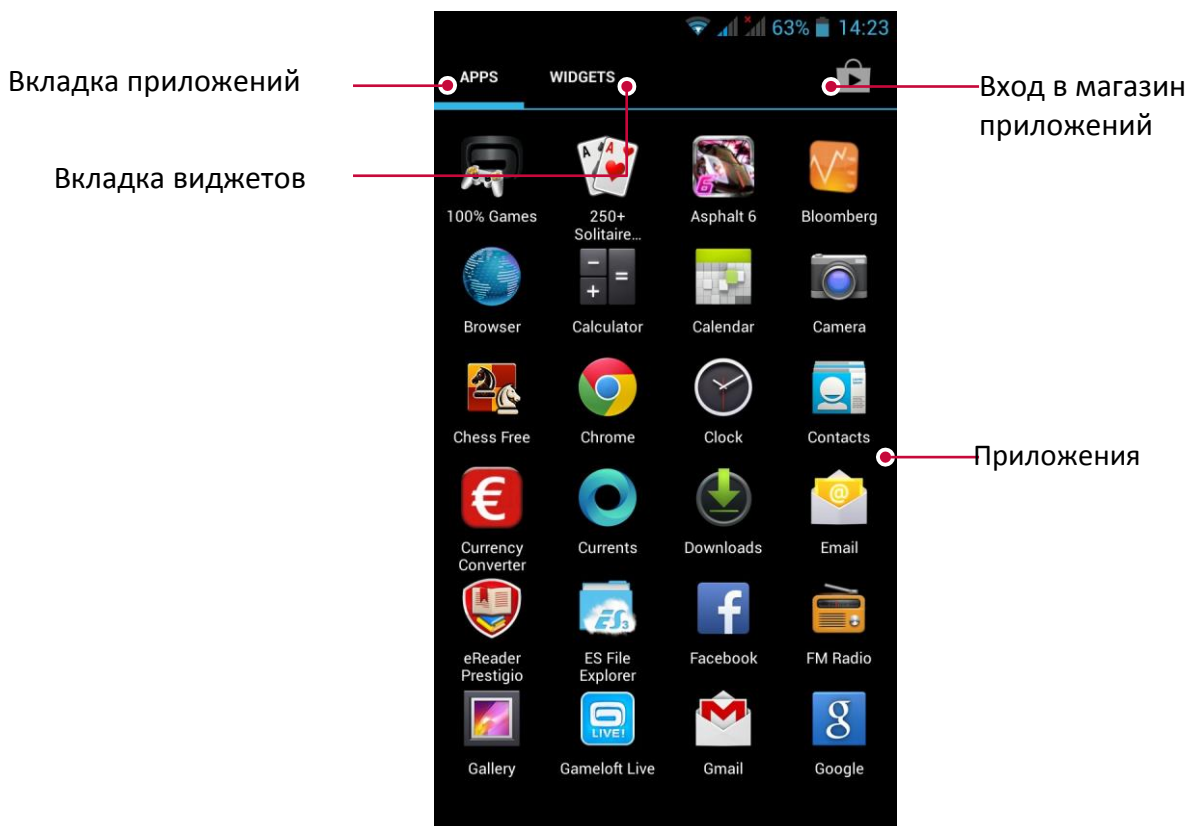 63% 14:23
Вкладка приложений
APPS WIDGETS
Вход в магазин
приложений
Вкладка виджетов
6
100% Games 250+ Asphalt 6 Bloomberg
Solitaire...
Browser Calculator Calendar Camera
Chess Free Chrome Clock Contacts
Приложения
Currency Currents Downloads Email
Converter
eReader ES File Facebook FM Radio
Prestigio Explorer
LIVE!
Gallery Gameloft Live Gmail Google